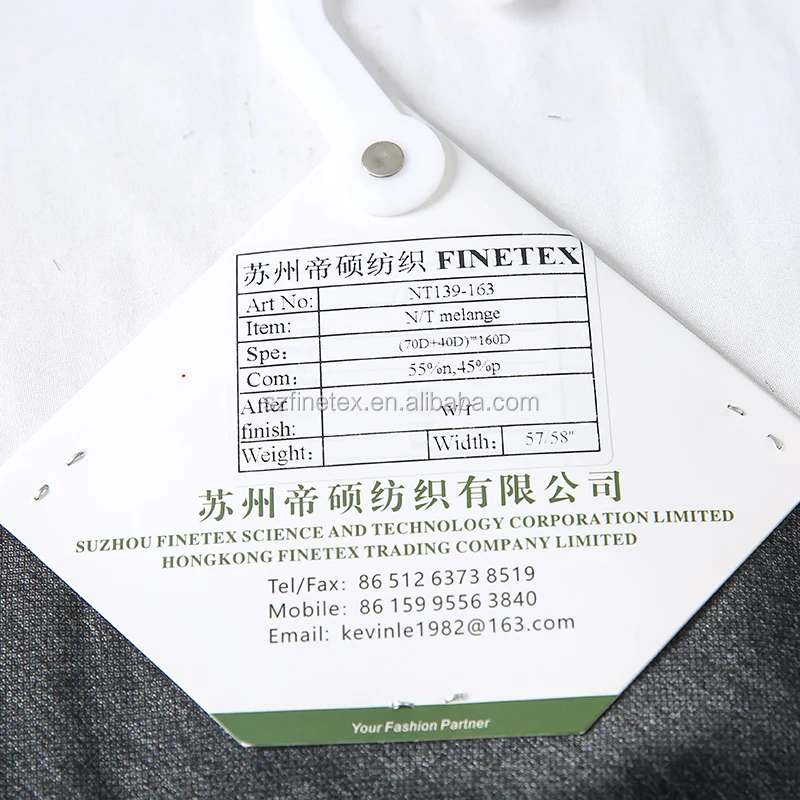 苏州帝硕纺织 FINETEX
Art No: NT139-163
Item: N/T melange
Spe: (70D+40D)*160D
Com: 55%n,45%p
szfinetex.en.alibaba.com
After finish: W/T
Weight: Width: 57/58"
苏州帝硕纺织有限公司
SUZHOU FINETEX SCIENCE AND TECHNOLOGY CORPORATION LIMITED
HONGKONG FINETEX TRADING COMPANY LIMITED
Tel/Fax: 86 512 6373 8519
Mobile: 86 159 9556 3840
Email: kevinle1982@163.com
Your Fashion Partner